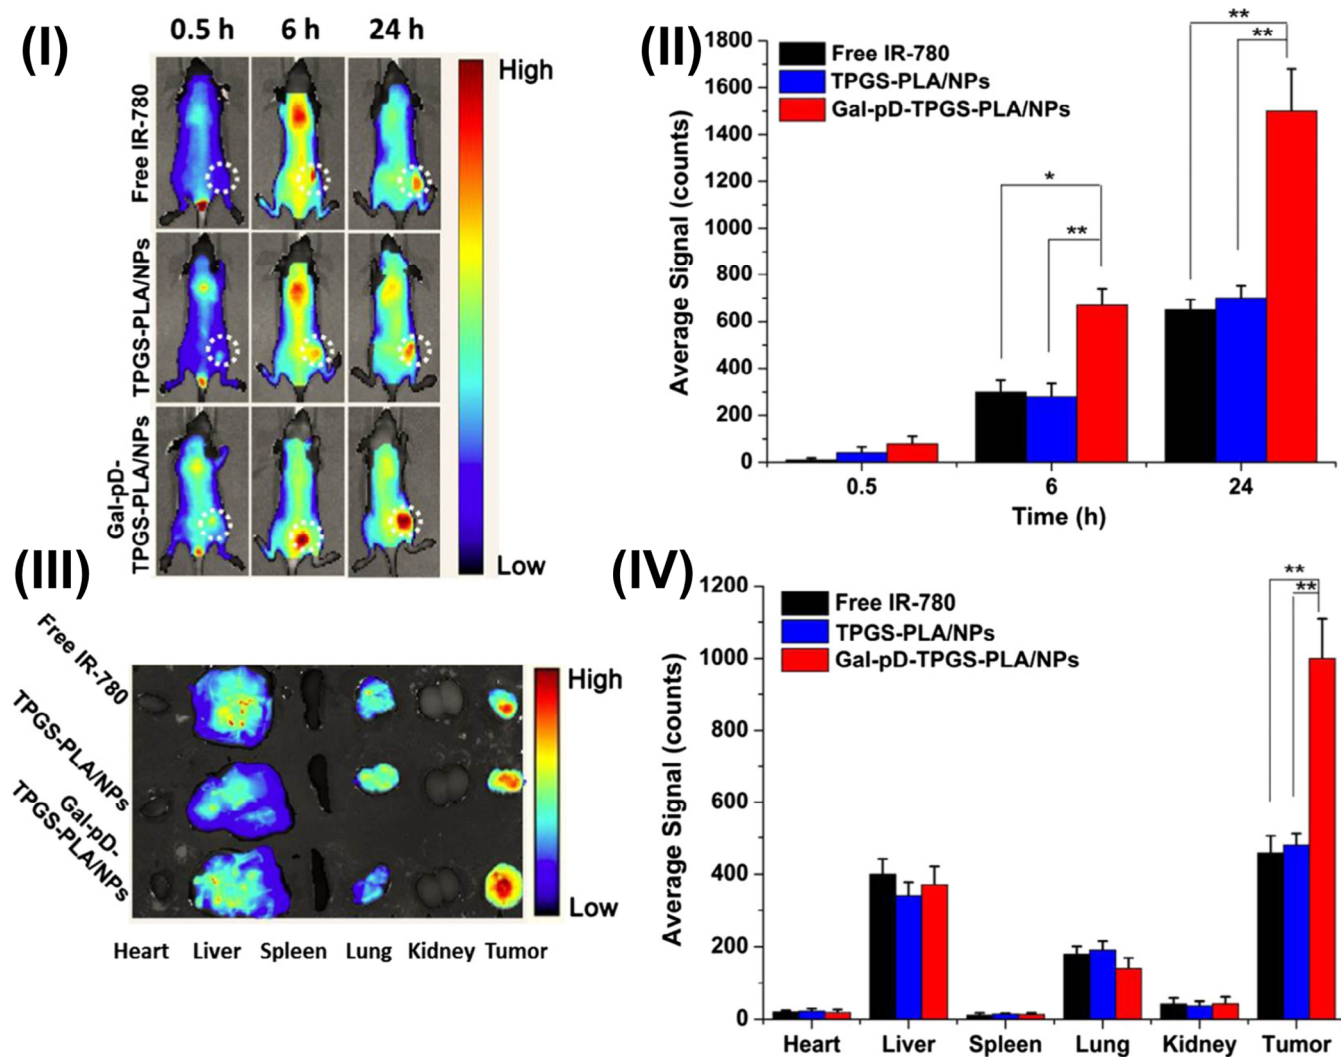 (I)
0.5 h 6 h 24 h
Free IR-780
TPGS-PLA/NPs
Gal-pD-
TPGS-PLA/NPs
High
Low
(II)
1800
1600
1400
1200
1000
800
600
400
200
0
Average Signal (counts)
Free IR-780
TPGS-PLA/NPs
Gal-pD-TPGS-PLA/NPs
*
**
**
**
0.5 6 24
Time (h)
(III)
Free IR-780
TPGS-PLA/NPs
Gal-pD-
TPGS-PLA/NPs
High
Low
Heart Liver Spleen Lung Kidney Tumor
(IV)
1200
1000
800
600
400
200
0
Average Signal (counts)
Free IR-780
TPGS-PLA/NPs
Gal-pD-TPGS-PLA/NPs
**
**
Heart Liver Spleen Lung Kidney Tumor